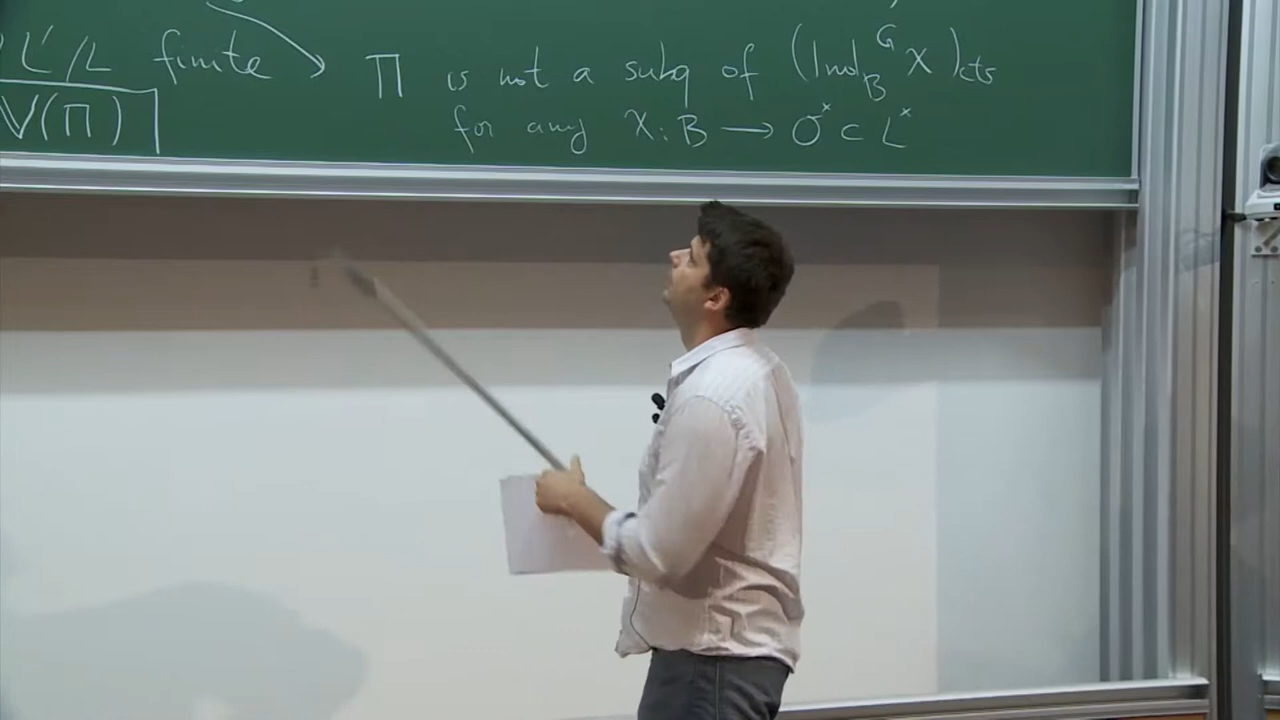 L'/L finite → Π is not a subq of (Ind_B^G χ)_cts
V(Π) for any χ: B → O^× ⊂ L^×